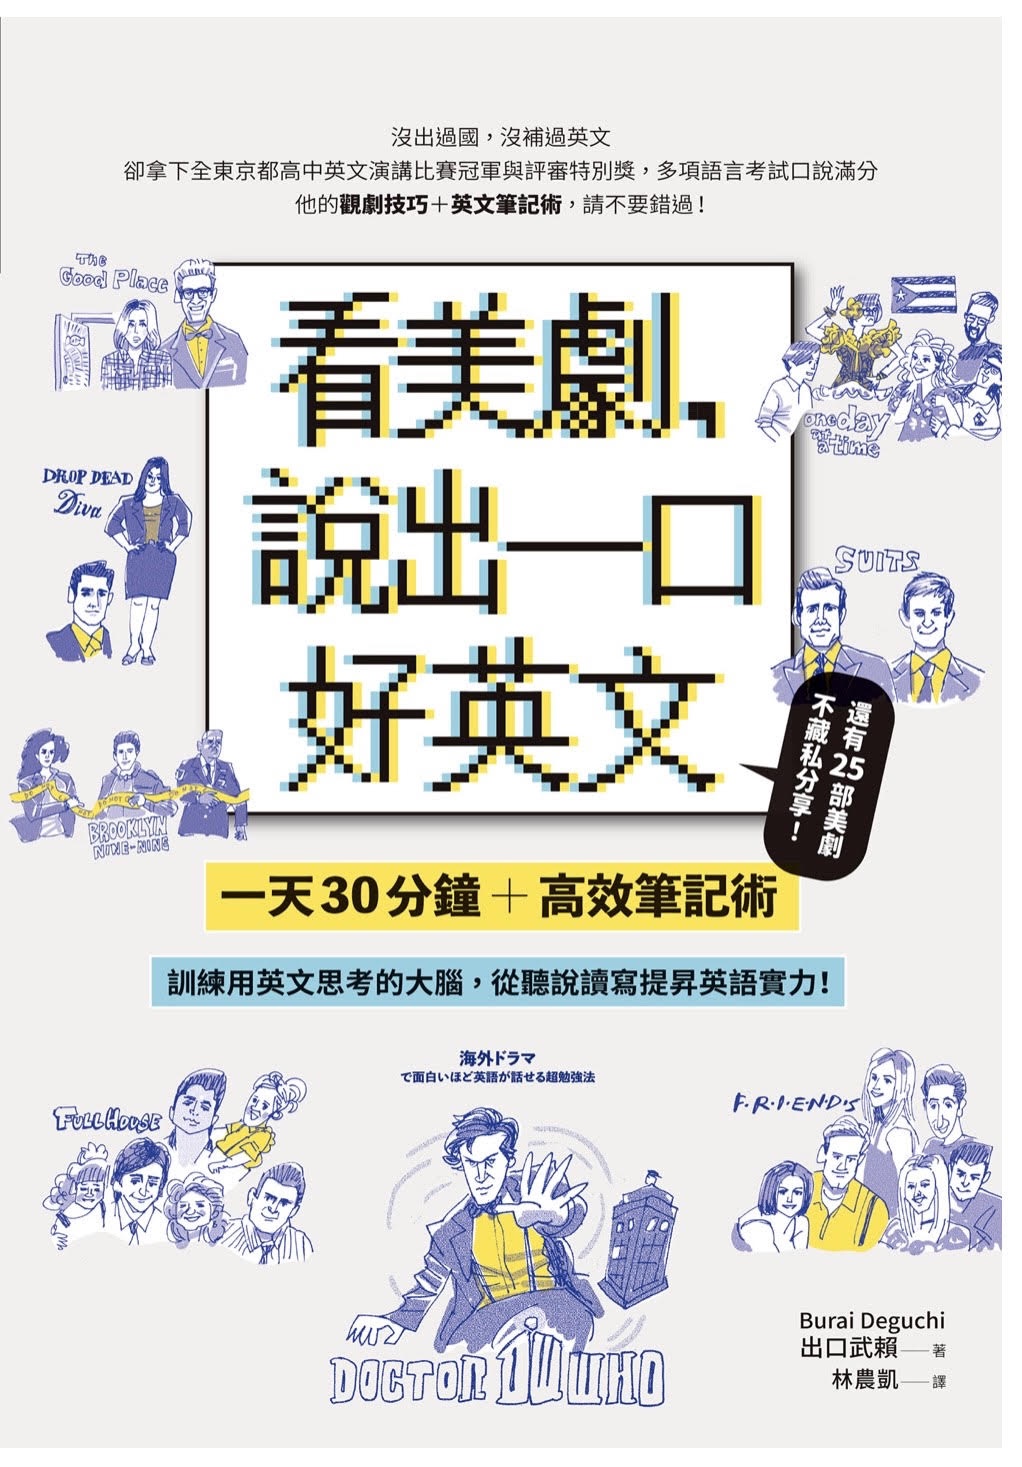 沒出過國，沒補過英文
卻拿下全東京都高中英文演講比賽冠軍與評審特別獎，多項語言考試口說滿分
他的觀劇技巧＋英文筆記術，請不要錯過！
The
Good Place
看美劇，
說出一口
好英文
one day
at
a time
DROP DEAD
Diva
SUITS
還有25部美劇
不藏私分享！
BROOKLYN
NINE-NINE
一天30分鐘＋高效筆記術
訓練用英文思考的大腦，從聽說讀寫提昇英語實力！
海外ドラマ
で面白いほど英語が話せる超勉強法
FULL HOUSE
F·R·I·E·N·D·S
DOCTOR WHO
Burai Deguchi
出口武賴——著
林農凱——譯